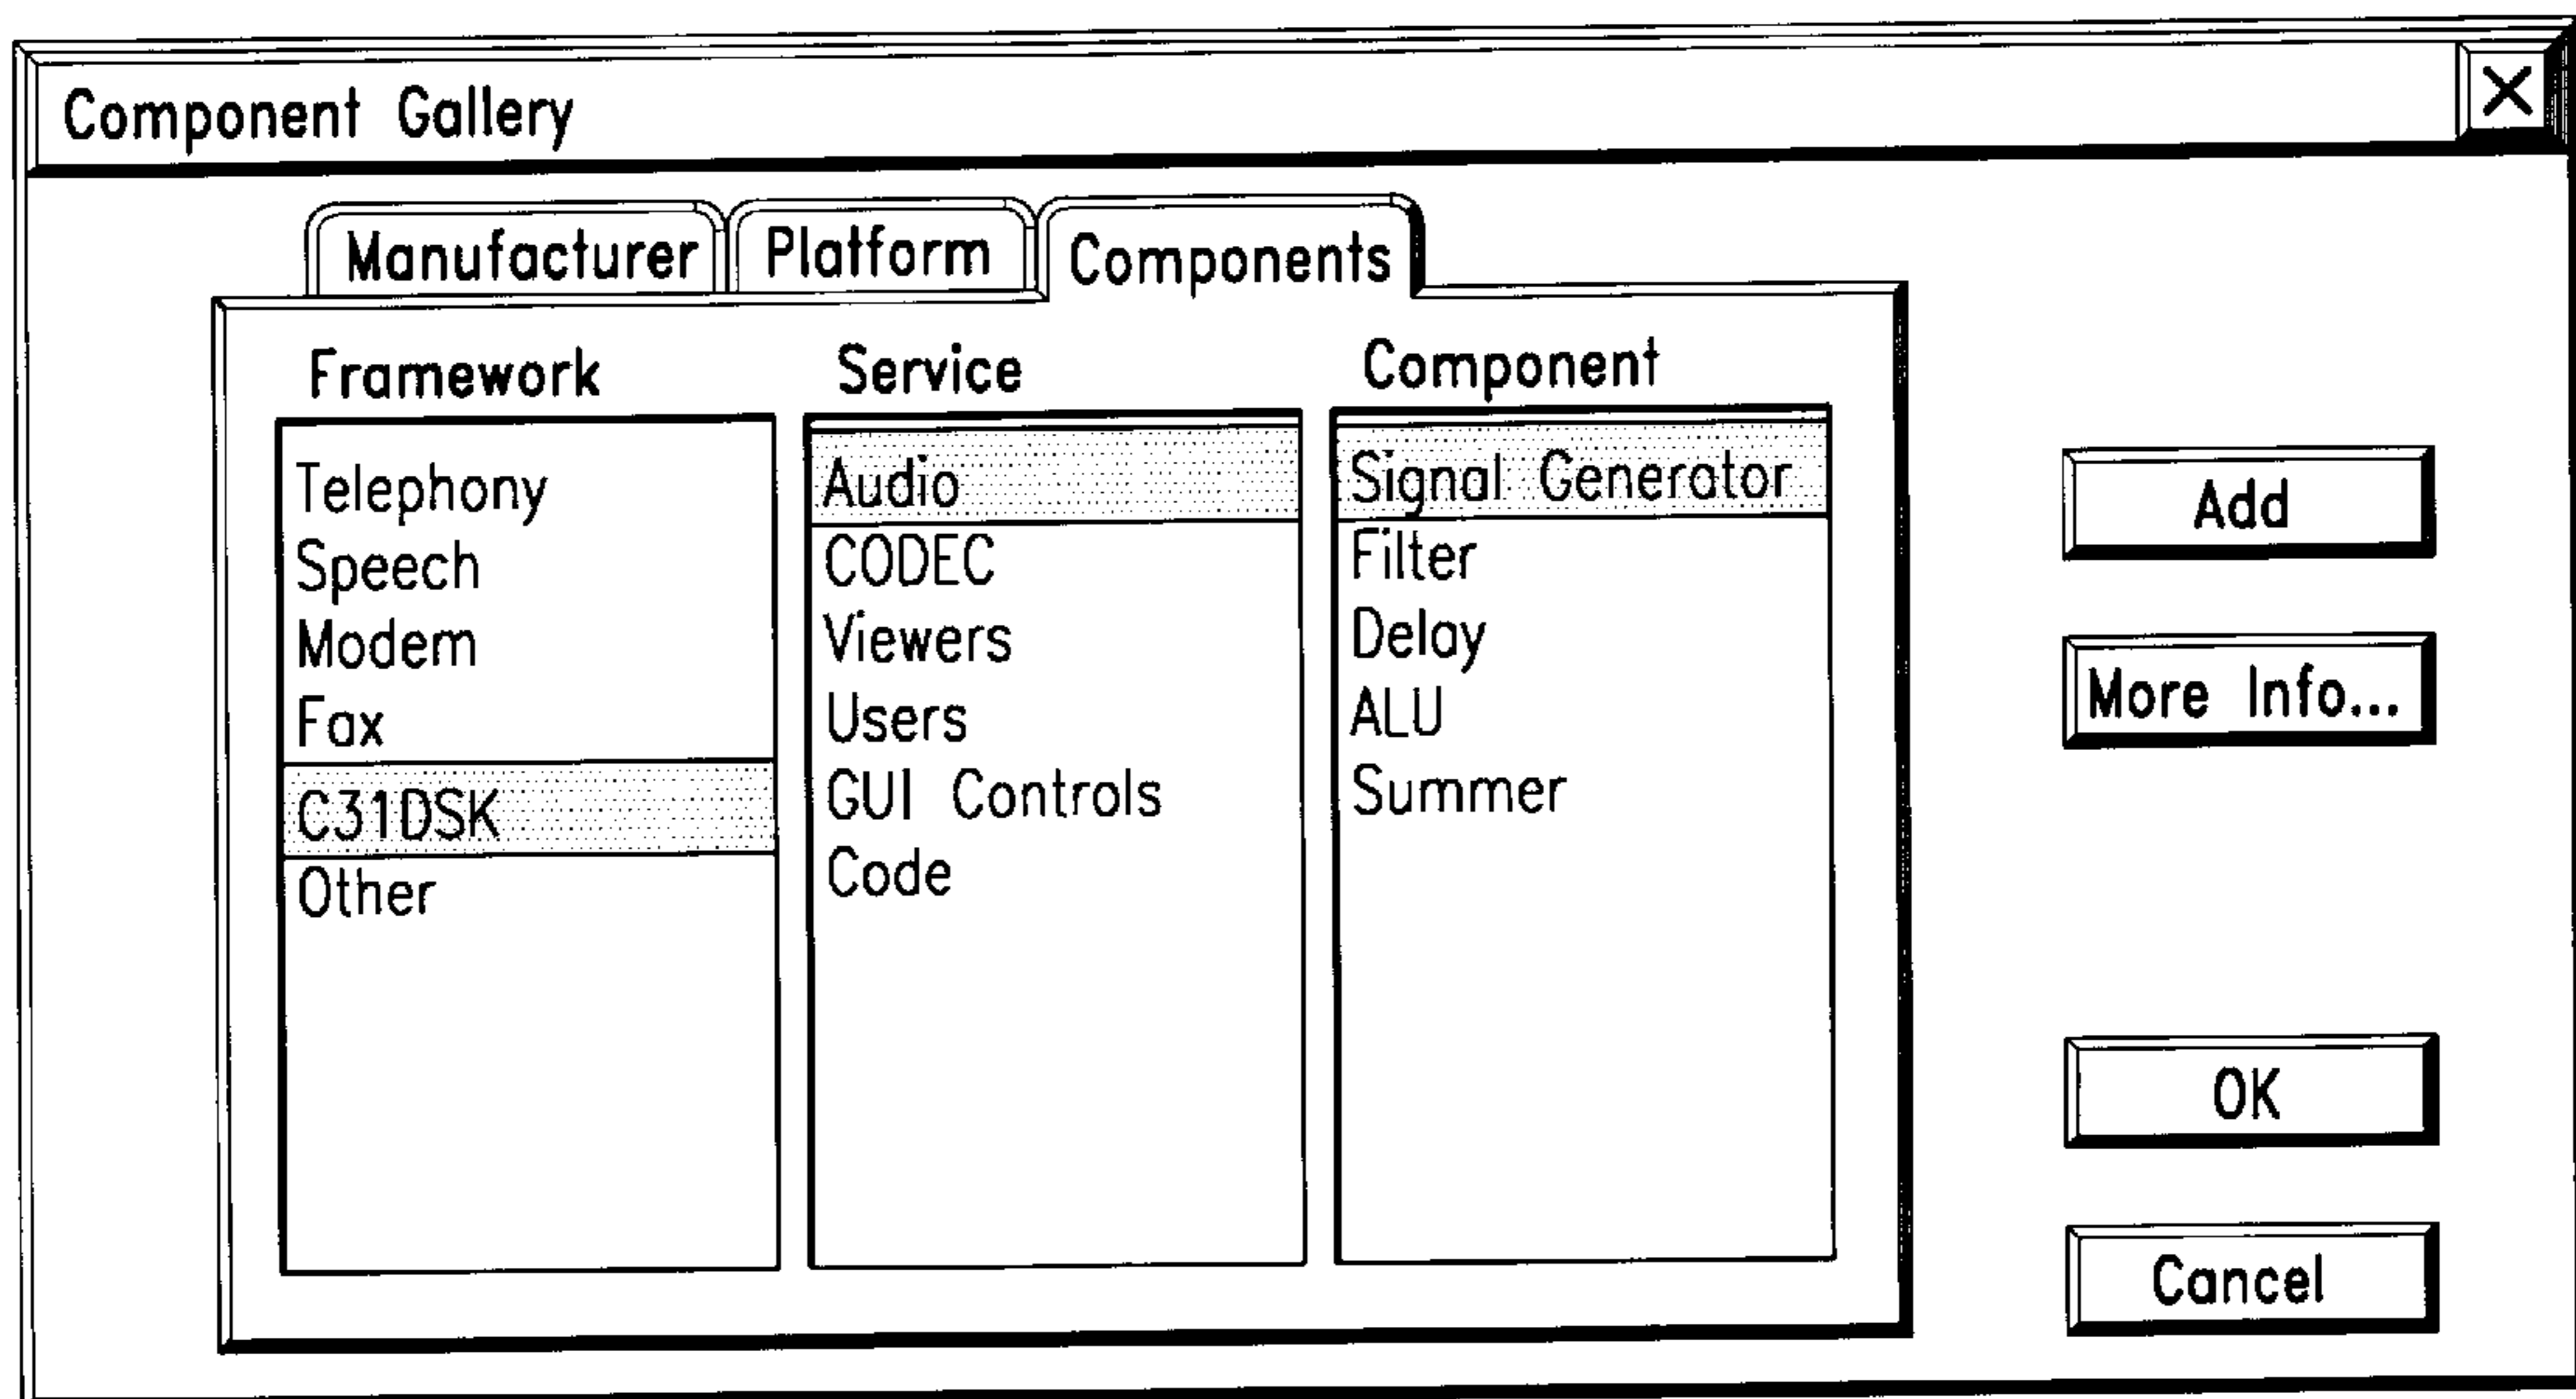 Component Gallery
Manufacturer
Platform
Components
Framework
Telephony
Speech
Modem
Fax
C31DSK
Other
Service
Audio
CODEC
Viewers
Users
GUI Controls
Code
Component
Signal Generator
Filter
Delay
ALU
Summer
Add
More Info...
OK
Cancel